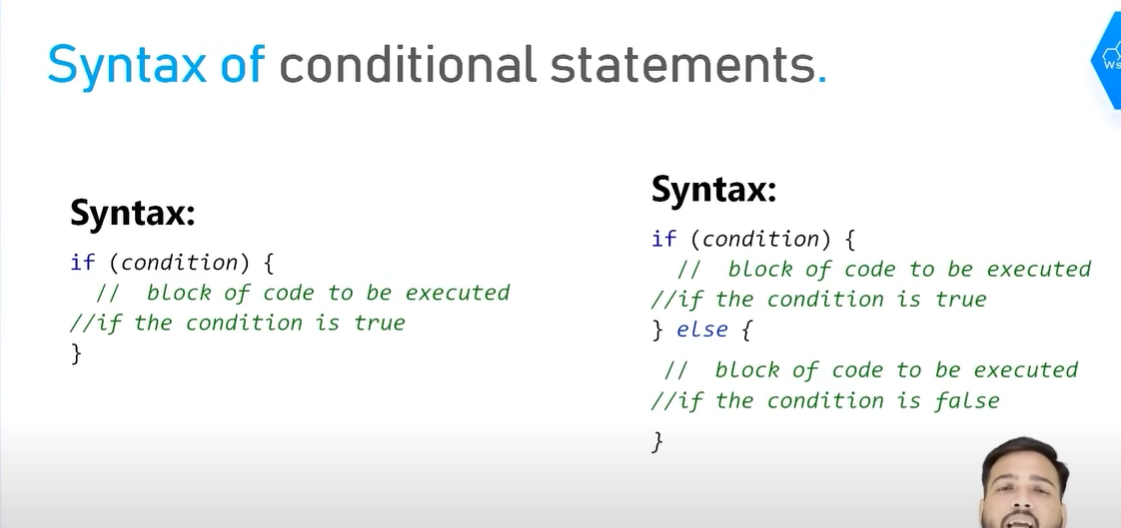 Syntax of conditional statements.
Syntax:
if (condition) {
//  block of code to be executed
//if the condition is true
}
Syntax:
if (condition) {
//  block of code to be executed
//if the condition is true
} else {
//  block of code to be executed
//if the condition is false
}